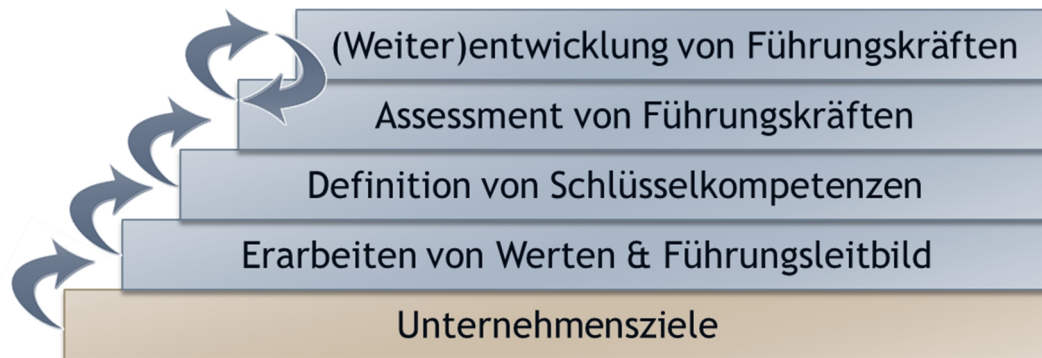 (Weiter)entwicklung von Führungskräften
Assessment von Führungskräften
Definition von Schlüsselkompetenzen
Erarbeiten von Werten & Führungsleitbild
Unternehmensziele